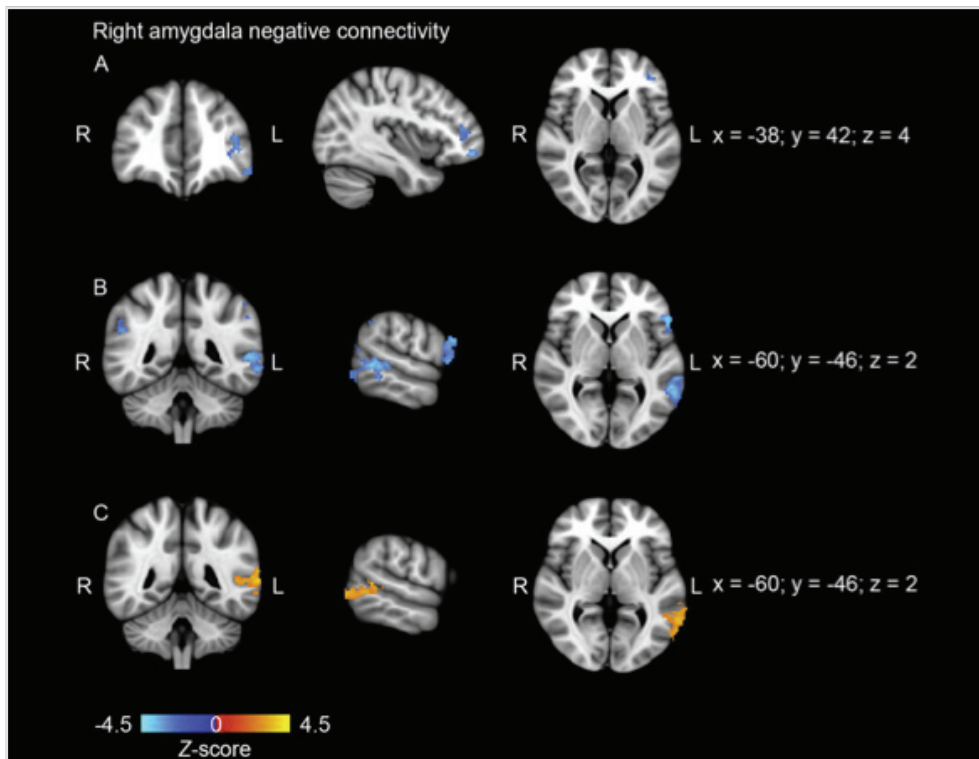 Right amygdala negative connectivity
A
R L R L x = -38; y = 42; z = 4
B
R L R L x = -60; y = -46; z = 2
C
R L R L x = -60; y = -46; z = 2
-4.5 0 4.5
Z-score